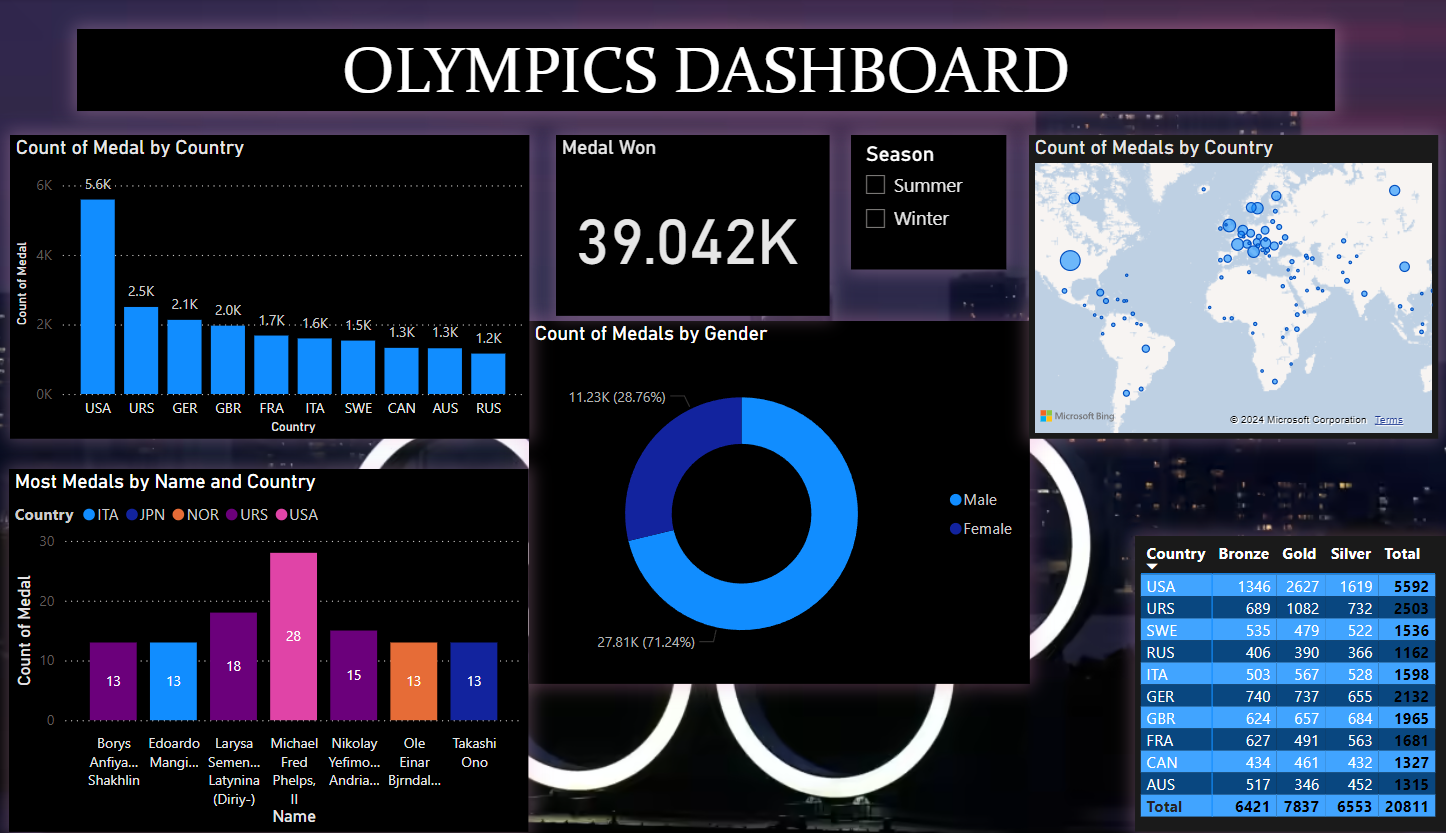 OLYMPICS DASHBOARD
Count of Medal by Country
Count of Medal
6K
4K
2K
0K
5.6K
2.5K
2.1K
2.0K
1.7K
1.6K
1.5K
1.3K
1.3K
1.2K
USA URS GER GBR FRA ITA SWE CAN AUS RUS
Country
Medal Won
39.042K
Season
Summer
Winter
Count of Medals by Country
Microsoft Bing
© 2024 Microsoft Corporation Terms
Count of Medals by Gender
11.23K (28.76%)
27.81K (71.24%)
Male
Female
Most Medals by Name and Country
Country ITA JPN NOR URS USA
Count of Medal
30
20
10
0
13
13
18
28
15
13
13
Borys Anfiya... Shakhlin
Edoardo Mangi...
Larysa Semen... Latynina (Diriy-)
Michael Fred Phelps, II
Nikolay Yefimo... Andria...
Ole Einar Bjrndal...
Takashi Ono
Name
Country Bronze Gold Silver Total
USA 1346 2627 1619 5592
URS 689 1082 732 2503
SWE 535 479 522 1536
RUS 406 390 366 1162
ITA 503 567 528 1598
GER 740 737 655 2132
GBR 624 657 684 1965
FRA 627 491 563 1681
CAN 434 461 432 1327
AUS 517 346 452 1315
Total 6421 7837 6553 20811